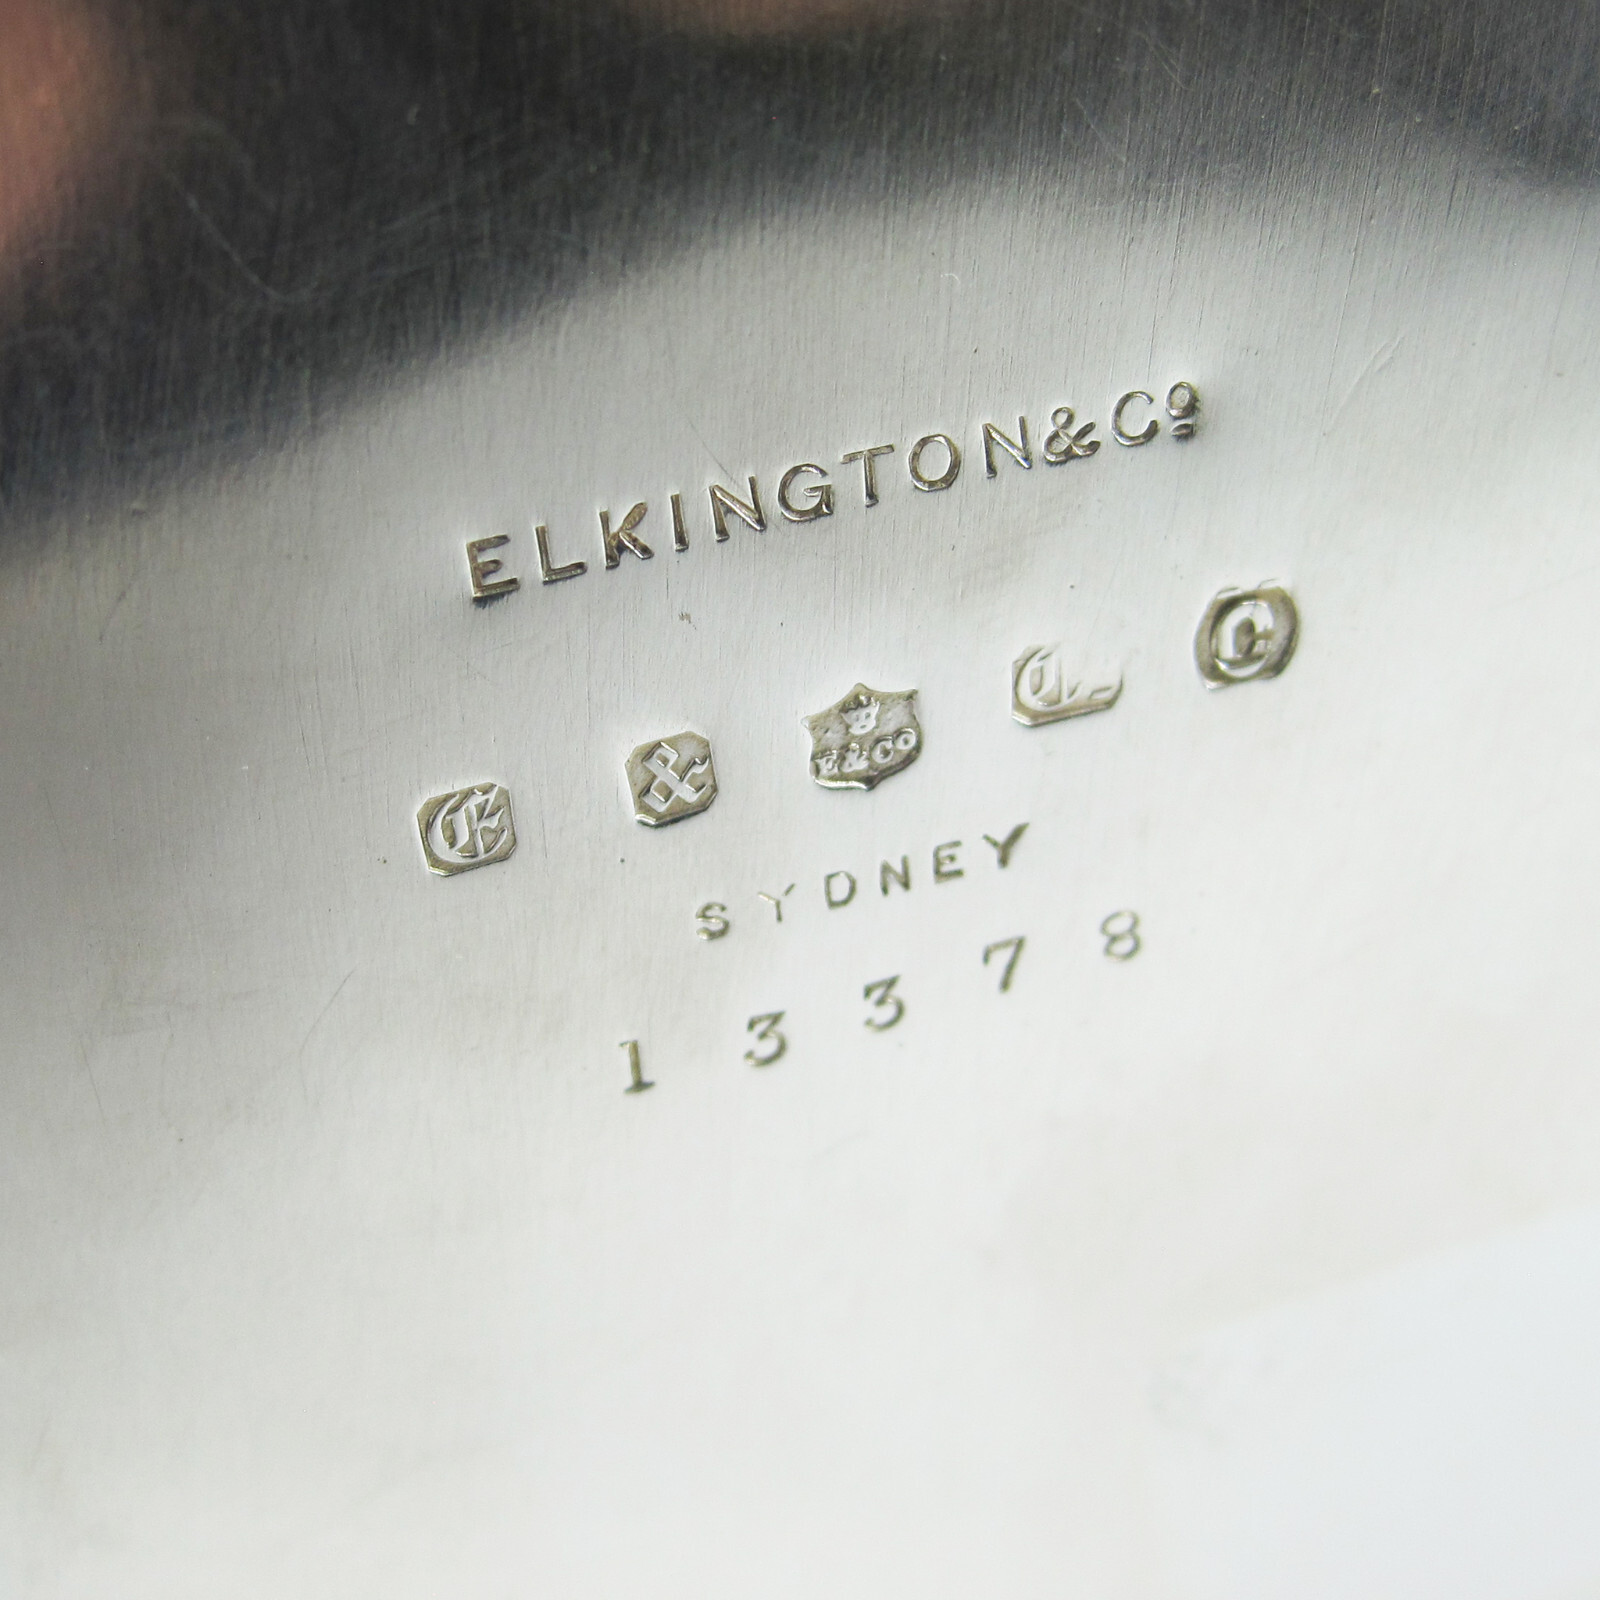 ELKINGTON & Cº
E & E & Cº C C
SYDNEY
13378